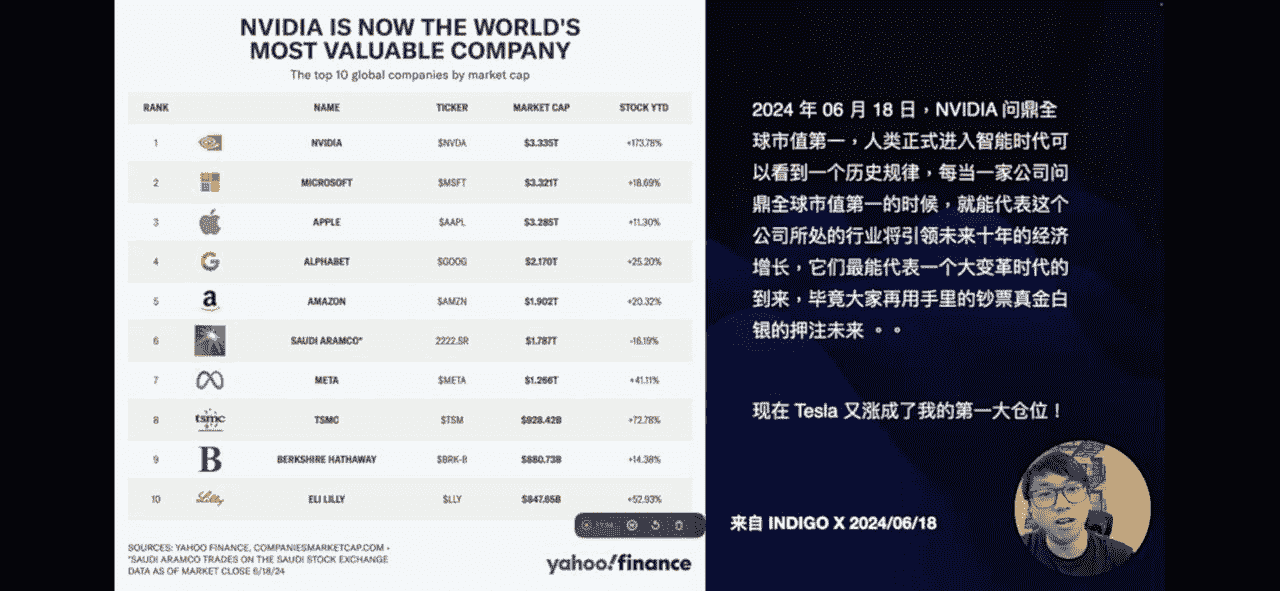 NVIDIA IS NOW THE WORLD'S
MOST VALUABLE COMPANY
The top 10 global companies by market cap
RANK NAME TICKER MARKET CAP STOCK YTD
1 NVIDIA $NVDA $3.335T +173.78%
2 MICROSOFT $MSFT $3.321T +18.69%
3 APPLE $AAPL $3.285T +11.30%
4 ALPHABET $GOOG $2.170T +25.20%
5 a AMAZON $AMZN $1.902T +20.32%
6 SAUDI ARAMCO* 2222.SR $1.787T -16.19%
7 META $META $1.266T +41.11%
8 tsmc TSMC $TSM $928.42B +72.78%
9 B BERKSHIRE HATHAWAY $BRK-B $880.73B +14.38%
10 Lilly ELI LILLY $LLY $847.65B +52.93%
SOURCES: YAHOO FINANCE, COMPANIESMARKETCAP.COM •
*SAUDI ARAMCO TRADES ON THE SAUDI STOCK EXCHANGE
DATA AS OF MARKET CLOSE 6/18/24
yahoo!finance
2024 年 06 月 18 日，NVIDIA 问鼎全
球市值第一，人类正式进入智能时代可
以看到一个历史规律，每当一家公司问
鼎全球市值第一的时候，就能代表这个
公司所处的行业将引领未来十年的经济
增长，它们最能代表一个大变革时代的
到来，毕竟大家再用手里的钞票真金白
银的押注未来 。。
现在 Tesla 又涨成了我的第一大仓位！
来自 INDIGO X 2024/06/18